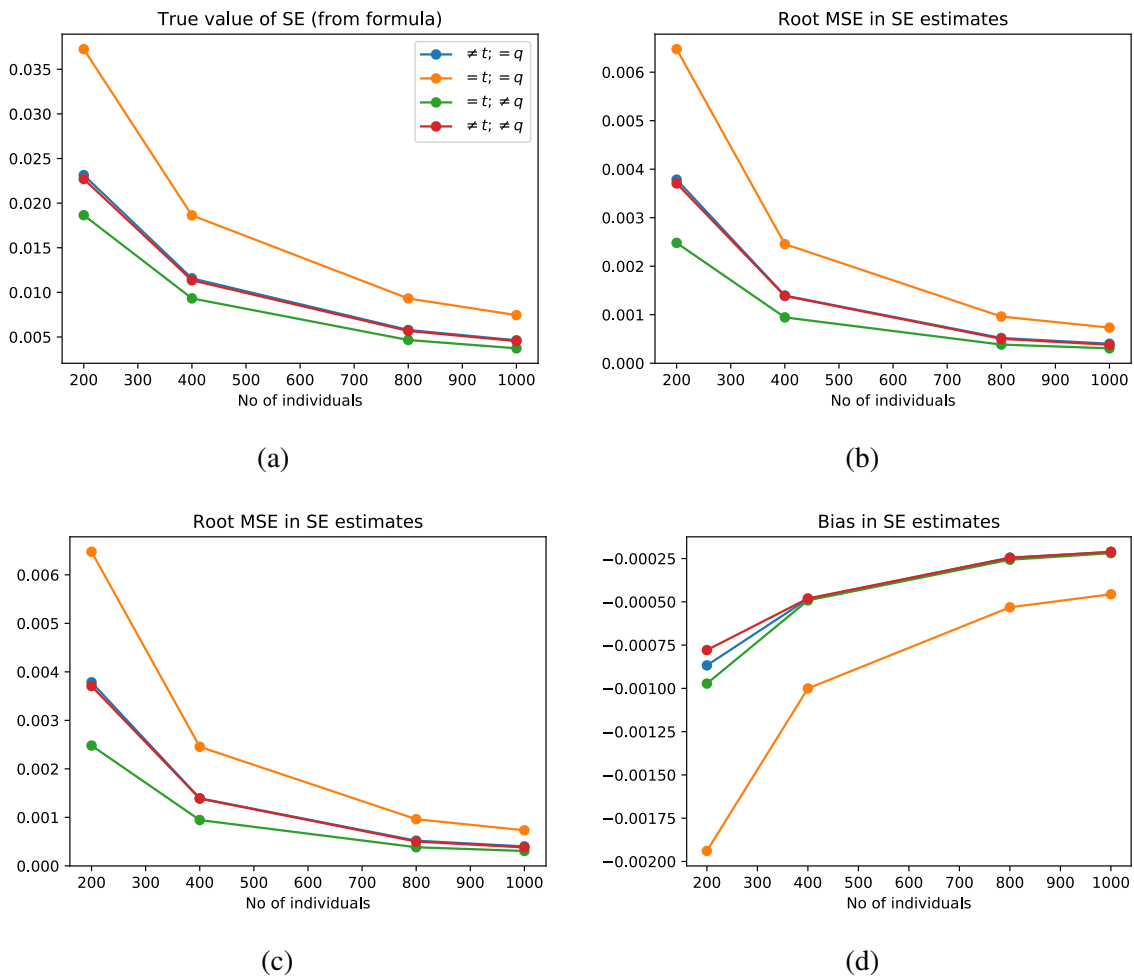 True value of SE (from formula)
0.035
0.030
0.025
0.020
0.015
0.010
0.005
≠ t; = q
= t; = q
= t; ≠ q
≠ t; ≠ q
200 300 400 500 600 700 800 900 1000
No of individuals
(a)
Root MSE in SE estimates
0.006
0.005
0.004
0.003
0.002
0.001
0.000
200 300 400 500 600 700 800 900 1000
No of individuals
(b)
Root MSE in SE estimates
0.006
0.005
0.004
0.003
0.002
0.001
0.000
200 300 400 500 600 700 800 900 1000
No of individuals
(c)
Bias in SE estimates
−0.00025
−0.00050
−0.00075
−0.00100
−0.00125
−0.00150
−0.00175
−0.00200
200 300 400 500 600 700 800 900 1000
No of individuals
(d)